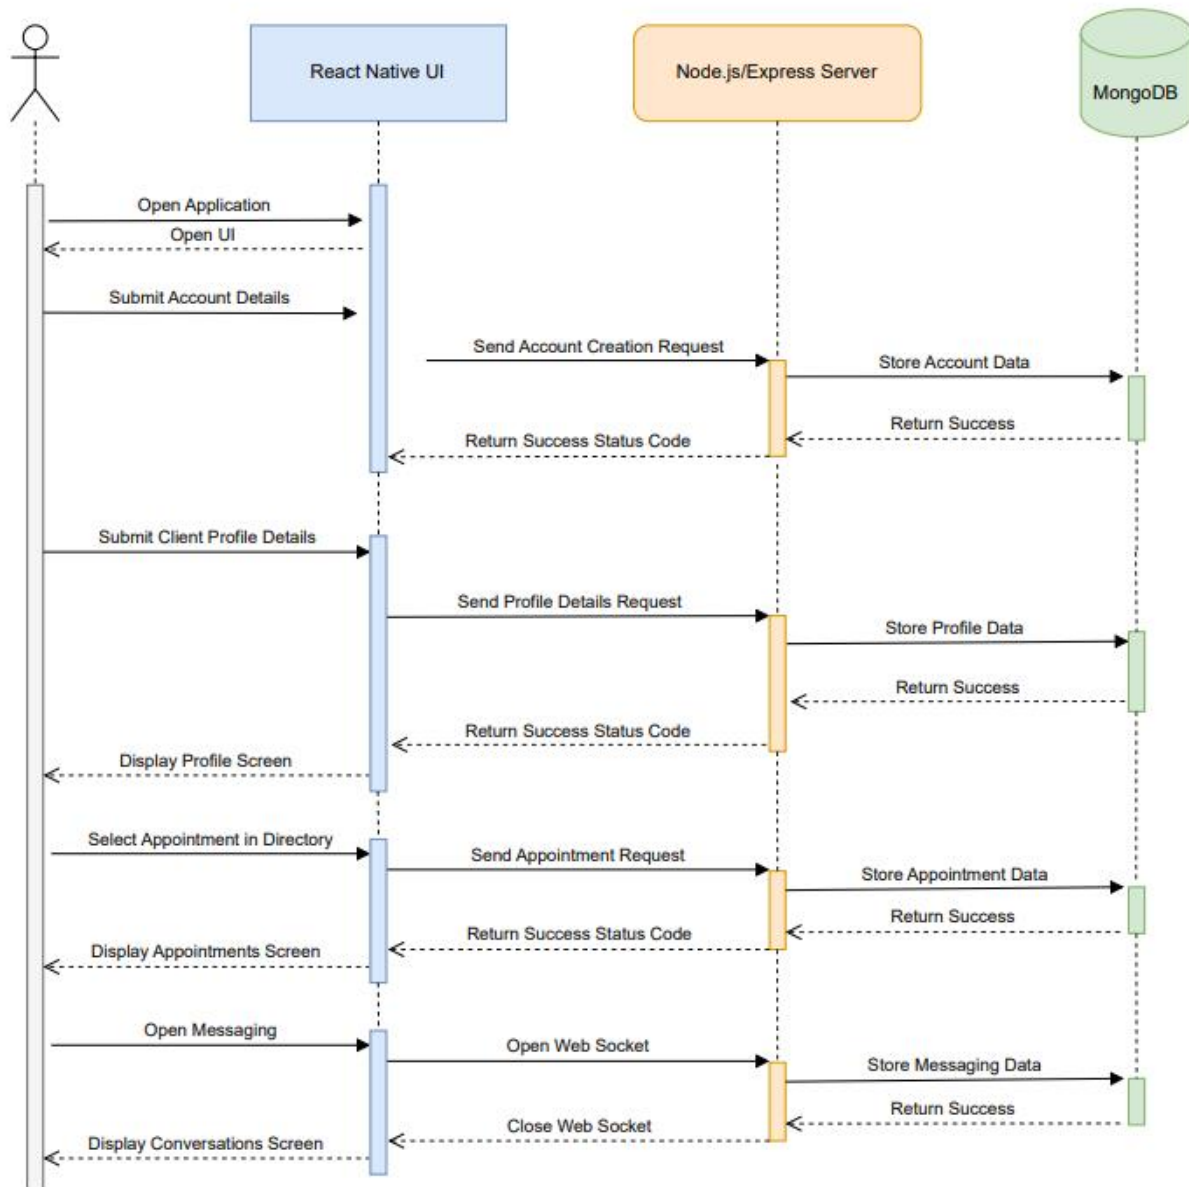 React Native UI
Node.js/Express Server
MongoDB
Open Application
Open UI
Submit Account Details
Send Account Creation Request
Store Account Data
Return Success
Return Success Status Code
Submit Client Profile Details
Send Profile Details Request
Store Profile Data
Return Success
Return Success Status Code
Display Profile Screen
Select Appointment in Directory
Send Appointment Request
Store Appointment Data
Return Success
Return Success Status Code
Display Appointments Screen
Open Messaging
Open Web Socket
Store Messaging Data
Return Success
Close Web Socket
Display Conversations Screen